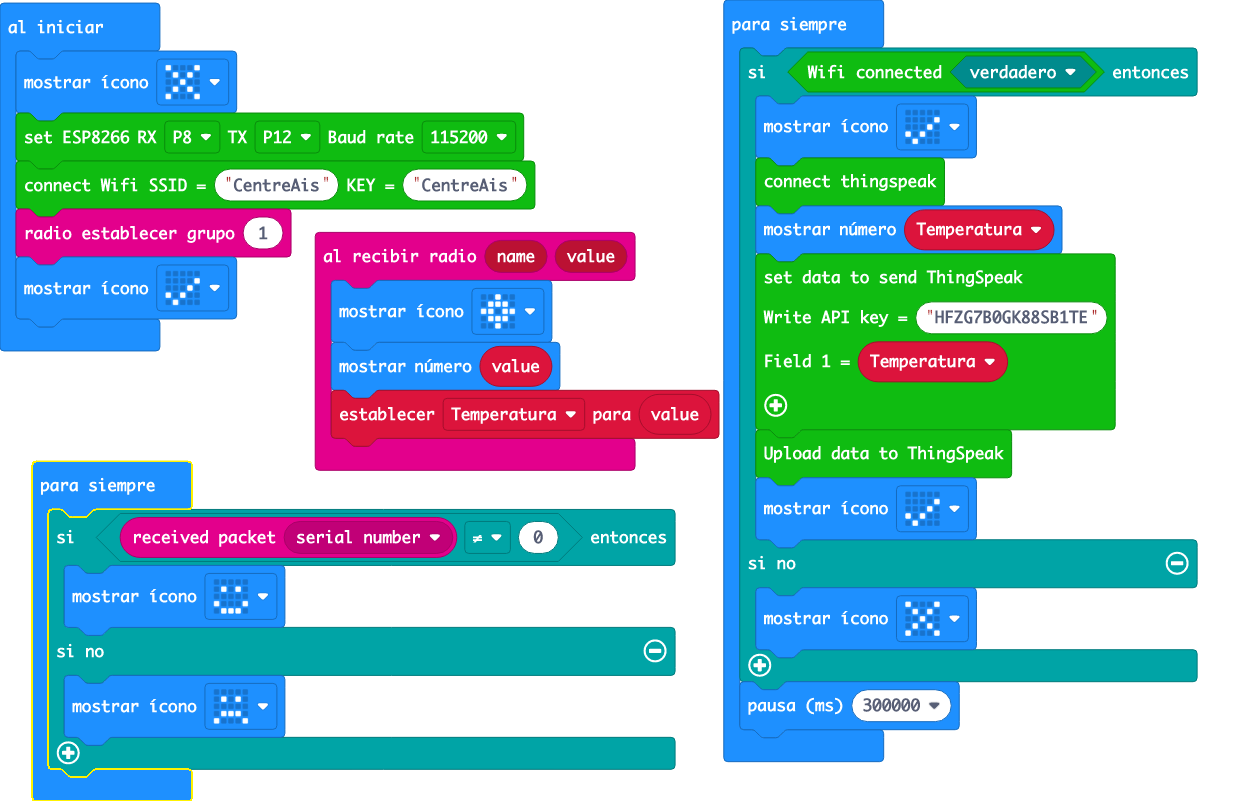 al iniciar
mostrar ícono
set ESP8266 RX P8 TX P12 Baud rate 115200
connect Wifi SSID = "CentreAis" KEY = "CentreAis"
radio establecer grupo 1
mostrar ícono
al recibir radio name value
mostrar ícono
mostrar número value
establecer Temperatura para value
para siempre
si received packet serial number ≠ 0 entonces
mostrar ícono
si no
mostrar ícono
para siempre
si Wifi connected verdadero entonces
mostrar ícono
connect thingspeak
mostrar número Temperatura
set data to send ThingSpeak
Write API key = "HFZG7B0GK88SB1TE"
Field 1 = Temperatura
Upload data to ThingSpeak
mostrar ícono
si no
mostrar ícono
pausa (ms) 300000